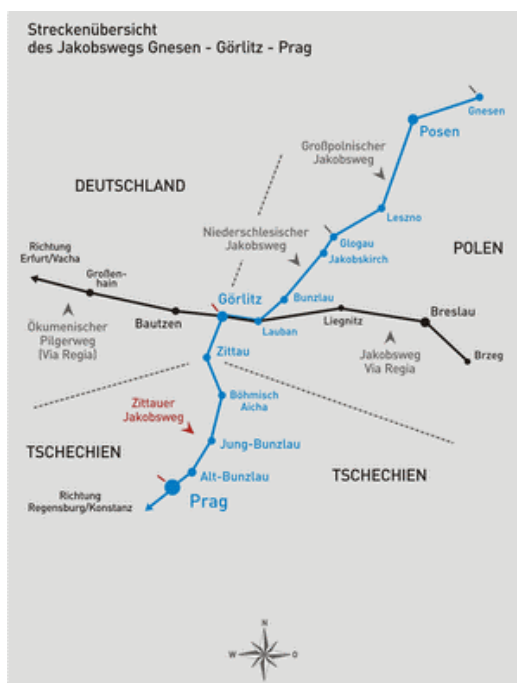 Streckenübersicht
des Jakobswegs Gnesen - Görlitz - Prag
Gnesen
Posen
Großpolnischer
Jakobsweg
DEUTSCHLAND
Leszno
Niederschlesischer
Jakobsweg
Glogau
Jakobskirch
POLEN
Richtung
Erfurt/Vacha
Großen-
hain
Görlitz
Bunzlau
Bautzen
Lauban
Liegnitz
Breslau
Ökumenischer
Pilgerweg
(Via Regia)
Zittau
Jakobsweg
Via Regia
Brzeg
Böhmisch
Aicha
Zittauer
Jakobsweg
TSCHECHIEN
Jung-Bunzlau
Alt-Bunzlau
TSCHECHIEN
Richtung
Regensburg/Konstanz
Prag
N
W
O
S